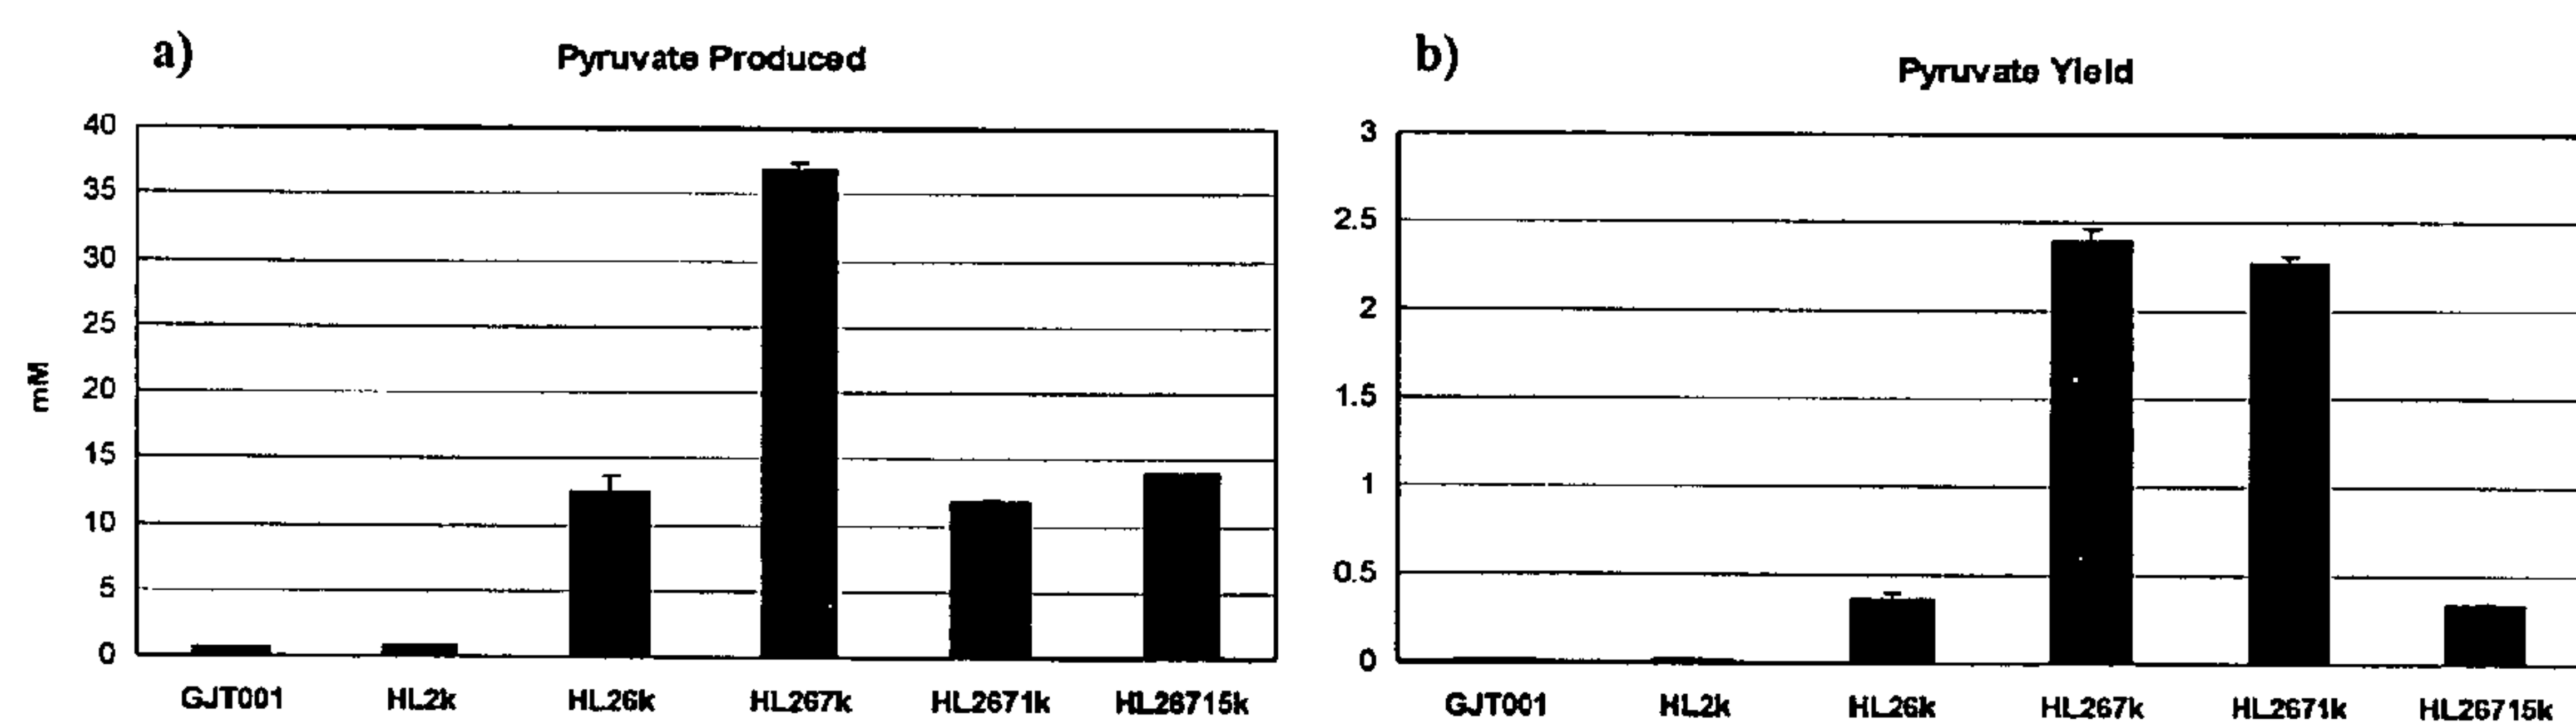 a)
Pyruvate Produced
40
35
30
25
20
15
10
5
0
mM
GJT001 HL2k HL26k HL267k HL2671k HL26715k
b)
Pyruvate Yield
3
2.5
2
1.5
1
0.5
0
GJT001 HL2k HL26k HL267k HL2671k HL26715k